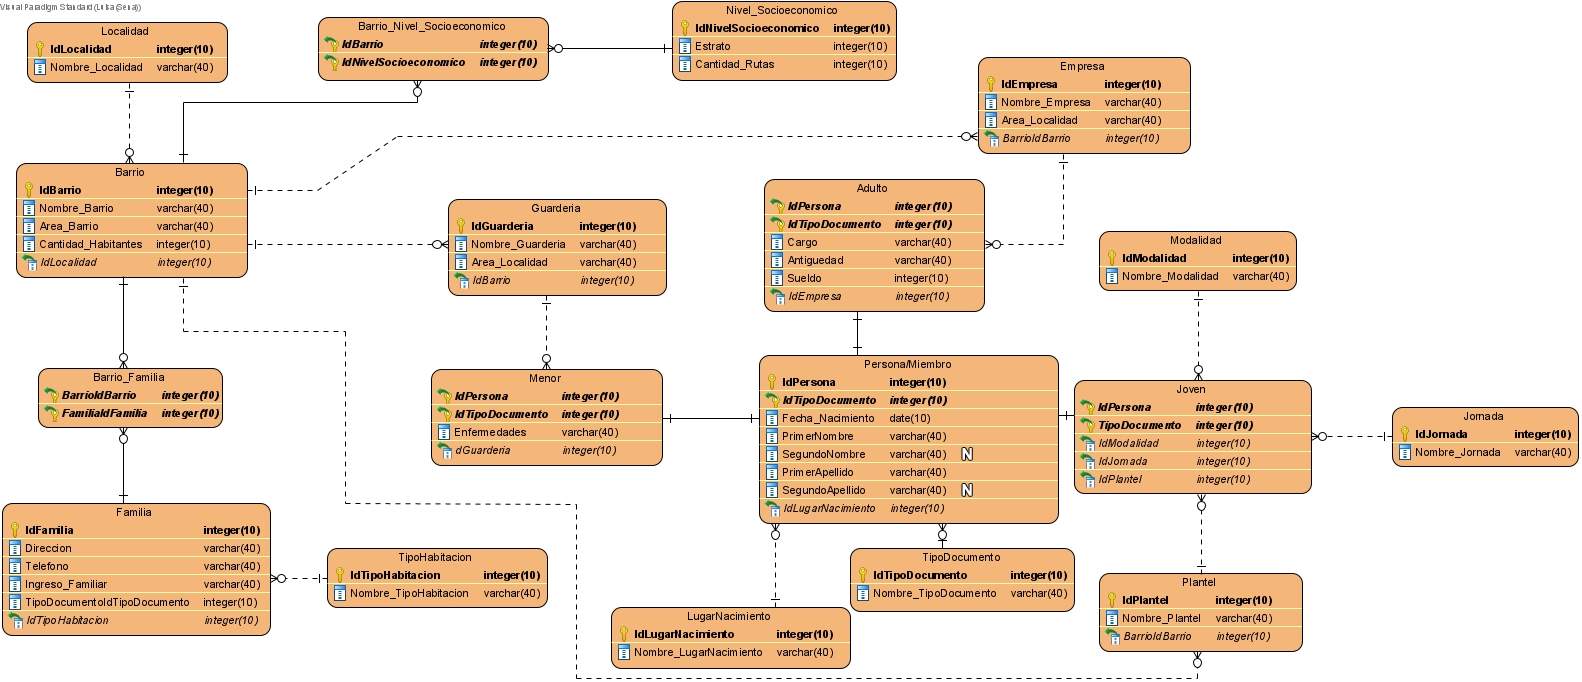 Visual Paradigm Standard (Luisa(Sena))
Localidad
IdLocalidad integer(10)
Nombre_Localidad varchar(40)
Barrio_Nivel_Socioeconomico
IdBarrio integer(10)
IdNivelSocioeconomico integer(10)
Nivel_Socioeconomico
IdNivelSocioeconomico integer(10)
Estrato integer(10)
Cantidad_Rutas integer(10)
Empresa
IdEmpresa integer(10)
Nombre_Empresa varchar(40)
Area_Localidad varchar(40)
BarrioIdBarrio integer(10)
Barrio
IdBarrio integer(10)
Nombre_Barrio varchar(40)
Area_Barrio varchar(40)
Cantidad_Habitantes integer(10)
IdLocalidad integer(10)
Guarderia
IdGuarderia integer(10)
Nombre_Guarderia varchar(40)
Area_Localidad varchar(40)
IdBarrio integer(10)
Adulto
IdPersona integer(10)
IdTipoDocumento integer(10)
Cargo varchar(40)
Antiguedad varchar(40)
Sueldo integer(10)
IdEmpresa integer(10)
Modalidad
IdModalidad integer(10)
Nombre_Modalidad varchar(40)
Barrio_Familia
BarrioIdBarrio integer(10)
FamiliaIdFamilia integer(10)
Menor
IdPersona integer(10)
IdTipoDocumento integer(10)
Enfermedades varchar(40)
dGuarderia integer(10)
Persona/Miembro
IdPersona integer(10)
IdTipoDocumento integer(10)
Fecha_Nacimiento date(10)
PrimerNombre varchar(40)
SegundoNombre varchar(40) N
PrimerApellido varchar(40)
SegundoApellido varchar(40) N
IdLugarNacimiento integer(10)
Joven
IdPersona integer(10)
TipoDocumento integer(10)
IdModalidad integer(10)
IdJornada integer(10)
IdPlantel integer(10)
Jornada
IdJornada integer(10)
Nombre_Jornada varchar(40)
Familia
IdFamilia integer(10)
Direccion varchar(40)
Telefono varchar(40)
Ingreso_Familiar varchar(40)
TipoDocumentoIdTipoDocumento integer(10)
IdTipoHabitacion integer(10)
TipoHabitacion
IdTipoHabitacion integer(10)
Nombre_TipoHabitacion varchar(40)
TipoDocumento
IdTipoDocumento integer(10)
Nombre_TipoDocumento varchar(40)
LugarNacimiento
IdLugarNacimiento integer(10)
Nombre_LugarNacimiento varchar(40)
Plantel
IdPlantel integer(10)
Nombre_Plantel varchar(40)
BarrioIdBarrio integer(10)